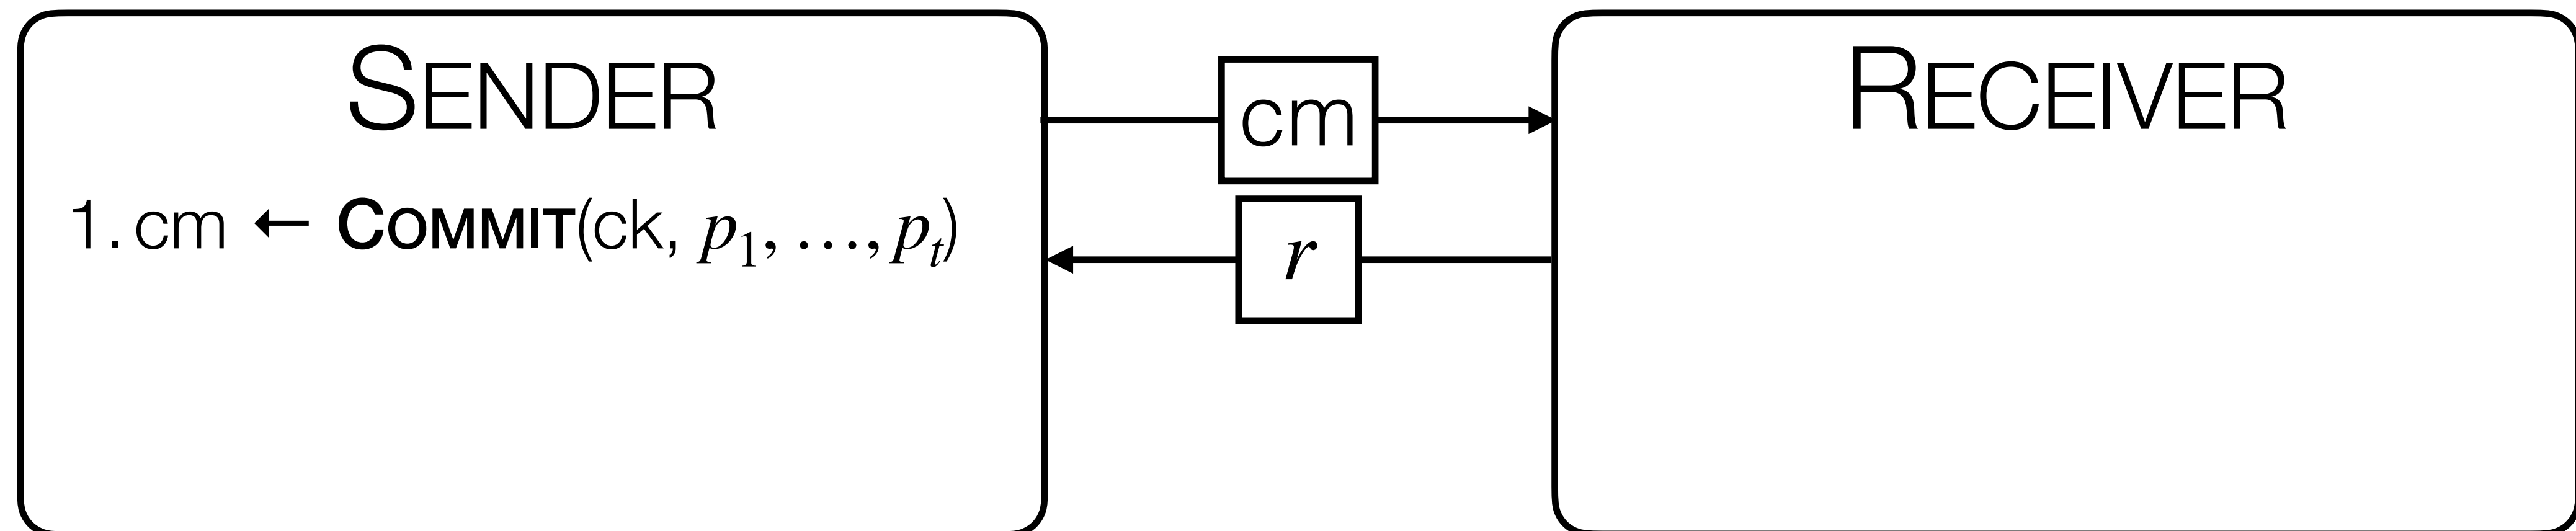 SENDER
1. cm ← COMMIT(ck, p₁, …, pₜ)
cm
r
RECEIVER